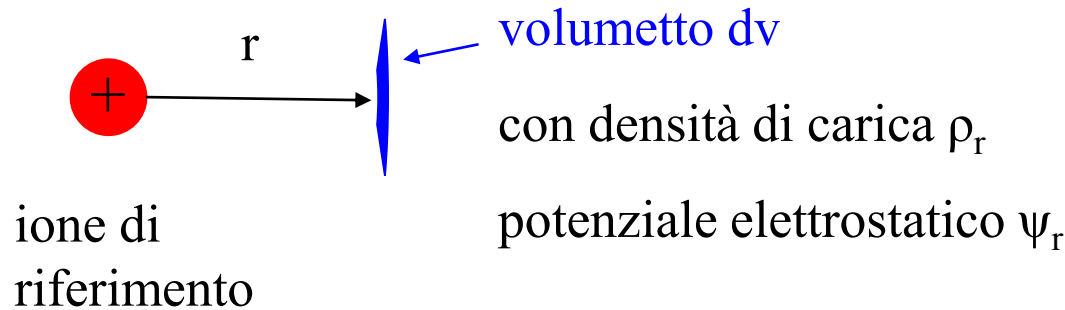 r
volumetto dv
+
con densità di carica ρᵣ
ione di
riferimento
potenziale elettrostatico ψᵣ